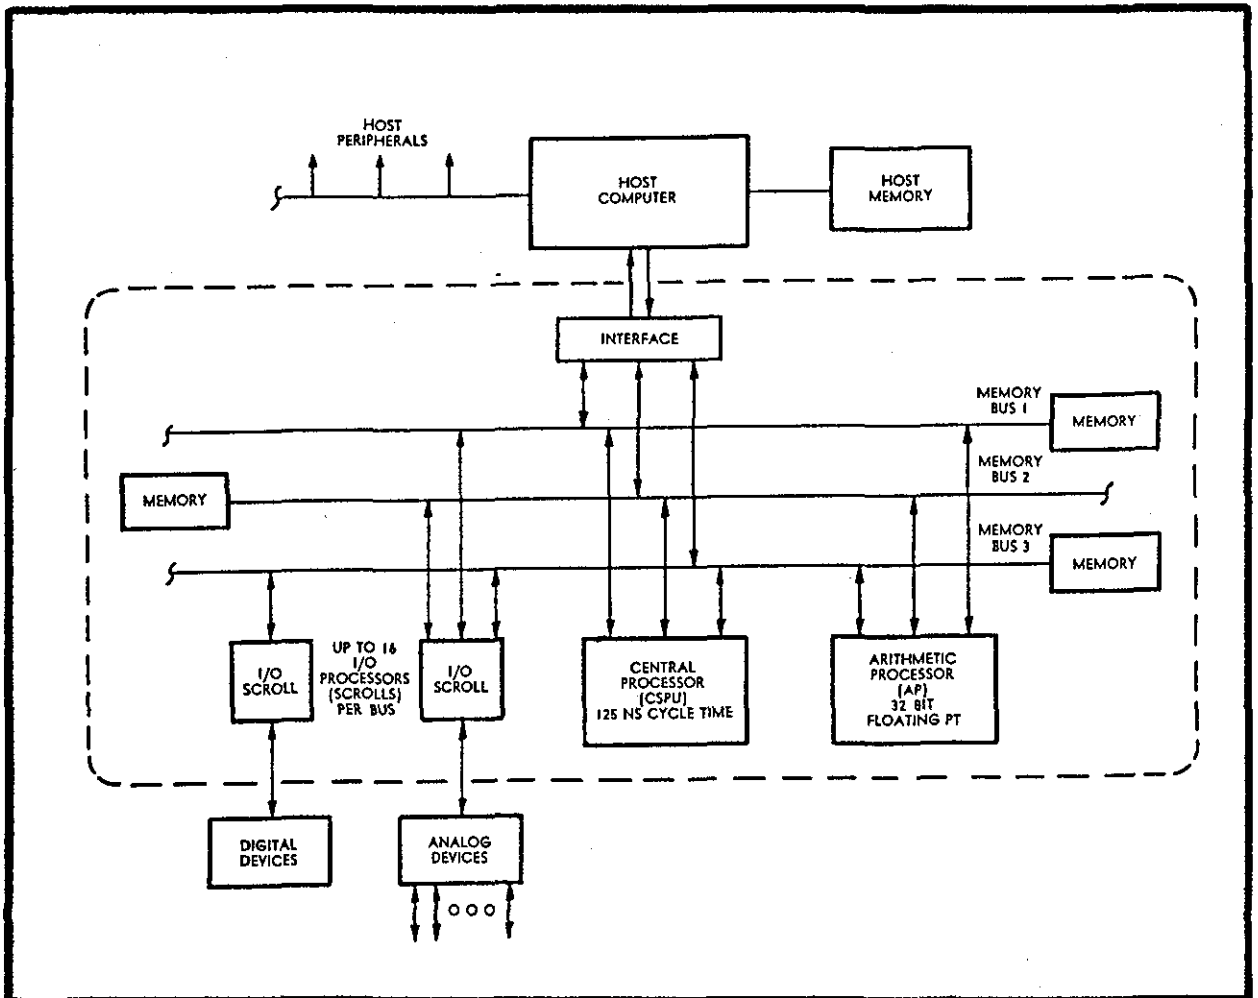 HOST
PERIPHERALS
HOST
COMPUTER
HOST
MEMORY
INTERFACE
MEMORY
BUS 1
MEMORY
MEMORY
BUS 2
MEMORY
MEMORY
BUS 3
MEMORY
I/O
SCROLL
UP TO 16
I/O
PROCESSORS
(SCROLLS)
PER BUS
I/O
SCROLL
CENTRAL
PROCESSOR
(CSPU)
125 NS CYCLE TIME
ARITHMETIC
PROCESSOR
(AP)
32 BIT
FLOATING PT
DIGITAL
DEVICES
ANALOG
DEVICES